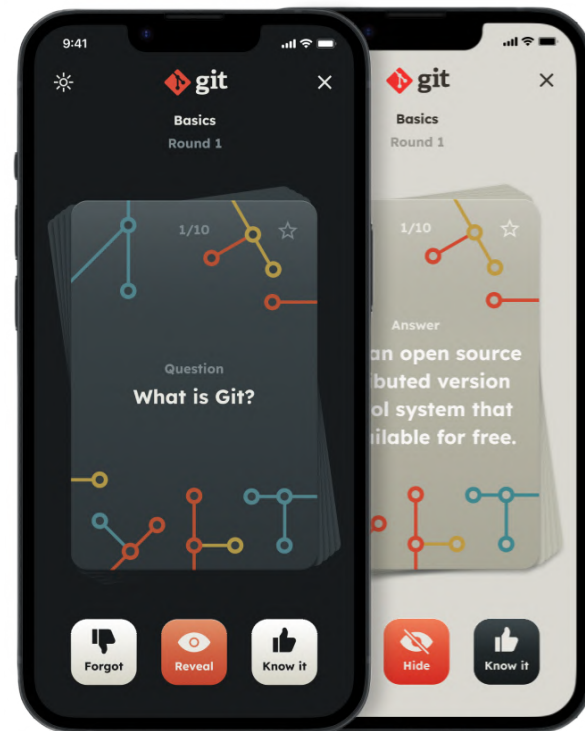 9:41
git
Basics
Round 1
1/10
Question
What is Git?
Forgot
Reveal
Know it
git
Basics
Round 1
1/10
Answer
an open source
version
system that
for free.
Hide
Know it